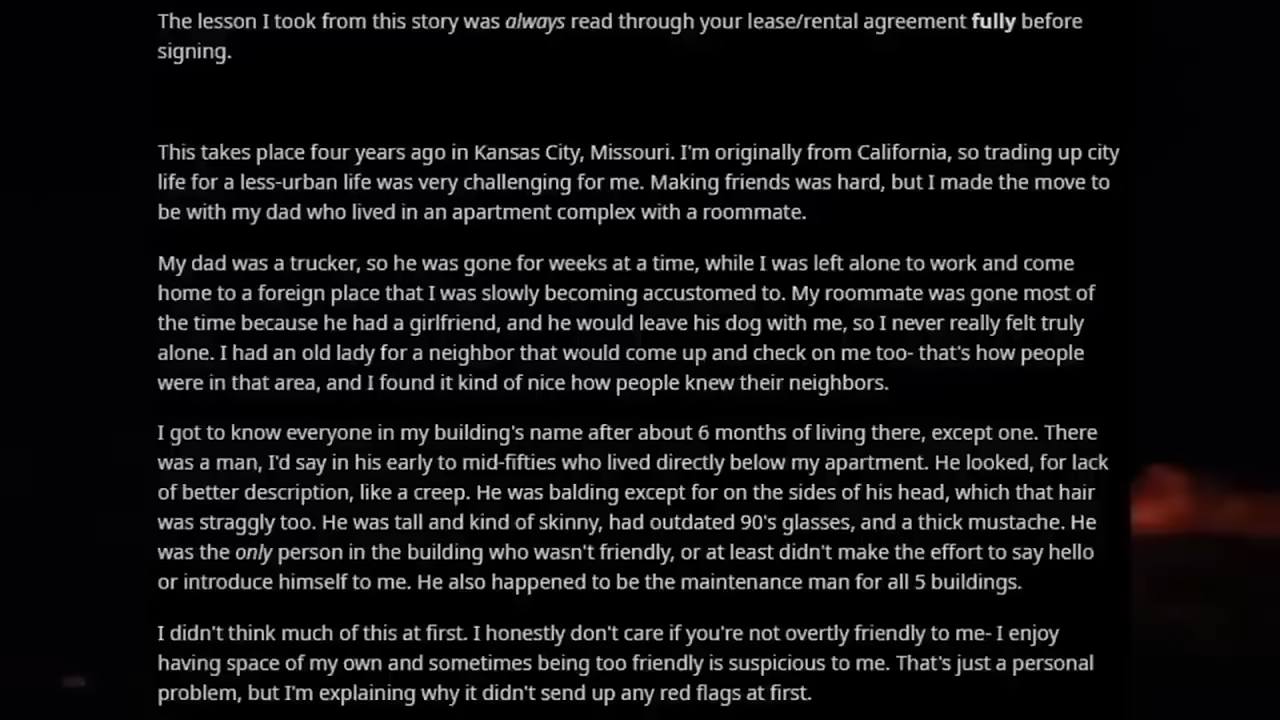 The lesson I took from this story was always read through your lease/rental agreement fully before
signing.
This takes place four years ago in Kansas City, Missouri. I'm originally from California, so trading up city
life for a less-urban life was very challenging for me. Making friends was hard, but I made the move to
be with my dad who lived in an apartment complex with a roommate.
My dad was a trucker, so he was gone for weeks at a time, while I was left alone to work and come
home to a foreign place that I was slowly becoming accustomed to. My roommate was gone most of
the time because he had a girlfriend, and he would leave his dog with me, so I never really felt truly
alone. I had an old lady for a neighbor that would come up and check on me too- that's how people
were in that area, and I found it kind of nice how people knew their neighbors.
I got to know everyone in my building's name after about 6 months of living there, except one. There
was a man, I'd say in his early to mid-fifties who lived directly below my apartment. He looked, for lack
of better description, like a creep. He was balding except for on the sides of his head, which that hair
was straggly too. He was tall and kind of skinny, had outdated 90's glasses, and a thick mustache. He
was the only person in the building who wasn't friendly, or at least didn't make the effort to say hello
or introduce himself to me. He also happened to be the maintenance man for all 5 buildings.
I didn't think much of this at first. I honestly don't care if you're not overtly friendly to me- I enjoy
having space of my own and sometimes being too friendly is suspicious to me. That's just a personal
problem, but I'm explaining why it didn't send up any red flags at first.